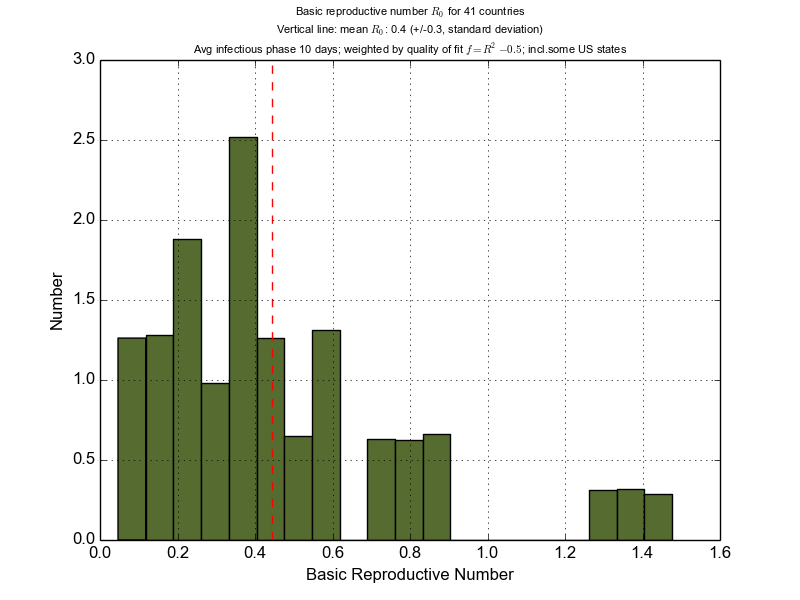 Basic reproductive number R₀ for 41 countries
Vertical line: mean R₀: 0.4 (+/-0.3, standard deviation)
Avg infectious phase 10 days; weighted by quality of fit f=R² −0.5; incl.some US states
3.0
2.5
2.0
1.5
1.0
0.5
0.0
Number
0.0 0.2 0.4 0.6 0.8 1.0 1.2 1.4 1.6
Basic Reproductive Number